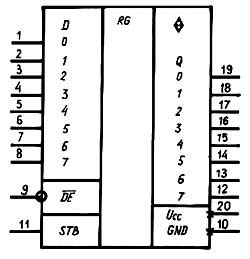 D RG
1 0
2 1 Q
3 2 0 19
4 3 1 18
5 4 2 17
6 5 3 16
7 6 4 15
8 7 5 14
6 13
9 D̅E̅ 7 12
Ucc 20
11 STB GND 10